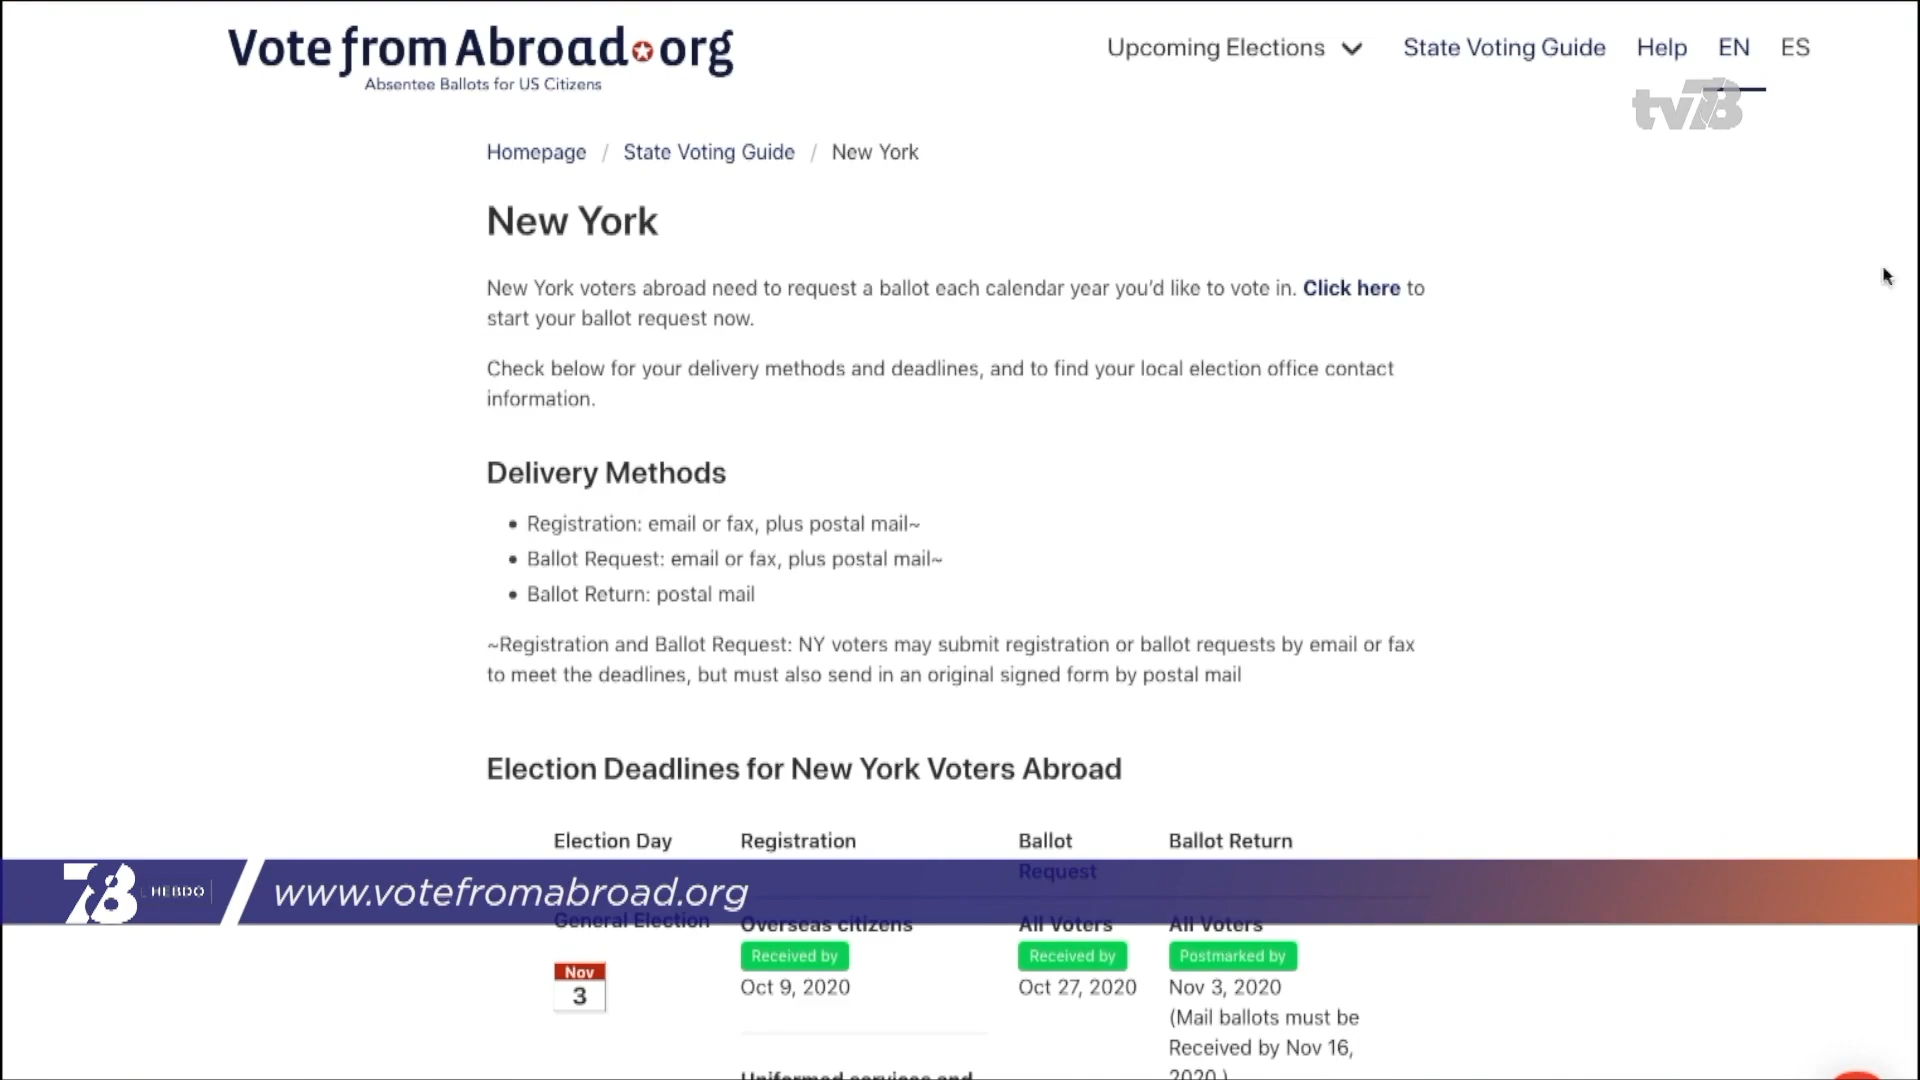 Vote from Abroad.org
Absentee Ballots for US Citizens
Upcoming Elections
State Voting Guide
Help
EN
ES
tv78
Homepage / State Voting Guide / New York
New York
New York voters abroad need to request a ballot each calendar year you'd like to vote in. Click here to
start your ballot request now.
Check below for your delivery methods and deadlines, and to find your local election office contact
information.
Delivery Methods
• Registration: email or fax, plus postal mail~
• Ballot Request: email or fax, plus postal mail~
• Ballot Return: postal mail
~Registration and Ballot Request: NY voters may submit registration or ballot requests by email or fax
to meet the deadlines, but must also send in an original signed form by postal mail
Election Deadlines for New York Voters Abroad
Election Day
Registration
Ballot
Request
Ballot Return
78 L'HEBDO
www.votefromabroad.org
General Election
Nov
3
Overseas citizens
Received by
Oct 9, 2020
Uniformed services and
All Voters
Received by
Oct 27, 2020
All Voters
Postmarked by
Nov 3, 2020
(Mail ballots must be
Received by Nov 16,
2020.)